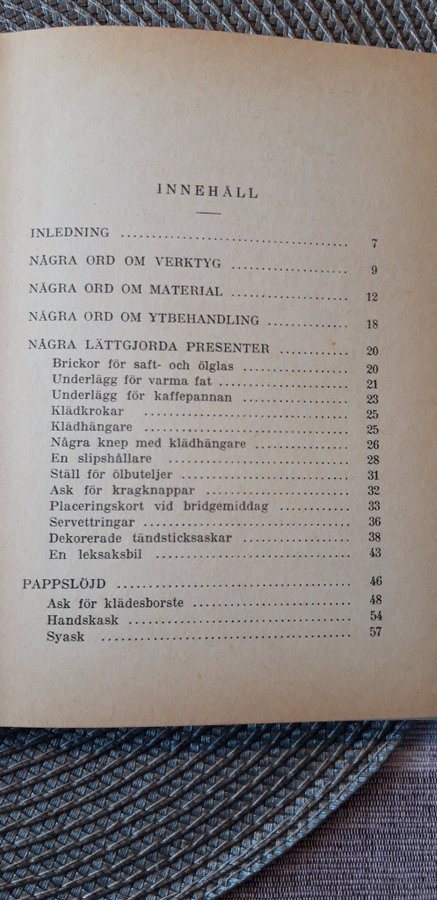 INNEHÅLL
INLEDNING ................................. 7
NÅGRA ORD OM VERKTYG .................. 9
NÅGRA ORD OM MATERIAL .................. 12
NÅGRA ORD OM YTBEHANDLING ............. 18
NÅGRA LÄTTGJORDA PRESENTER ........... 20
Brickor för saft- och ölglas .................. 20
Underlägg för varma fat ..................... 21
Underlägg för kaffepannan .................. 23
Klädkrokar .................................. 25
Klädhängare ................................. 25
Några knep med klädhängare ............... 26
En slipshållare .............................. 28
Ställ för ölbuteljer .......................... 31
Ask för kragknappar ........................ 32
Placeringskort vid bridgemiddag ............ 33
Servettringar ................................ 36
Dekorerade tändsticksaskar ................. 38
En leksaksbil ................................ 43
PAPPSLÖJD .................................. 46
Ask för klädesborste ......................... 48
Handskask ................................... 54
Syask ........................................ 57